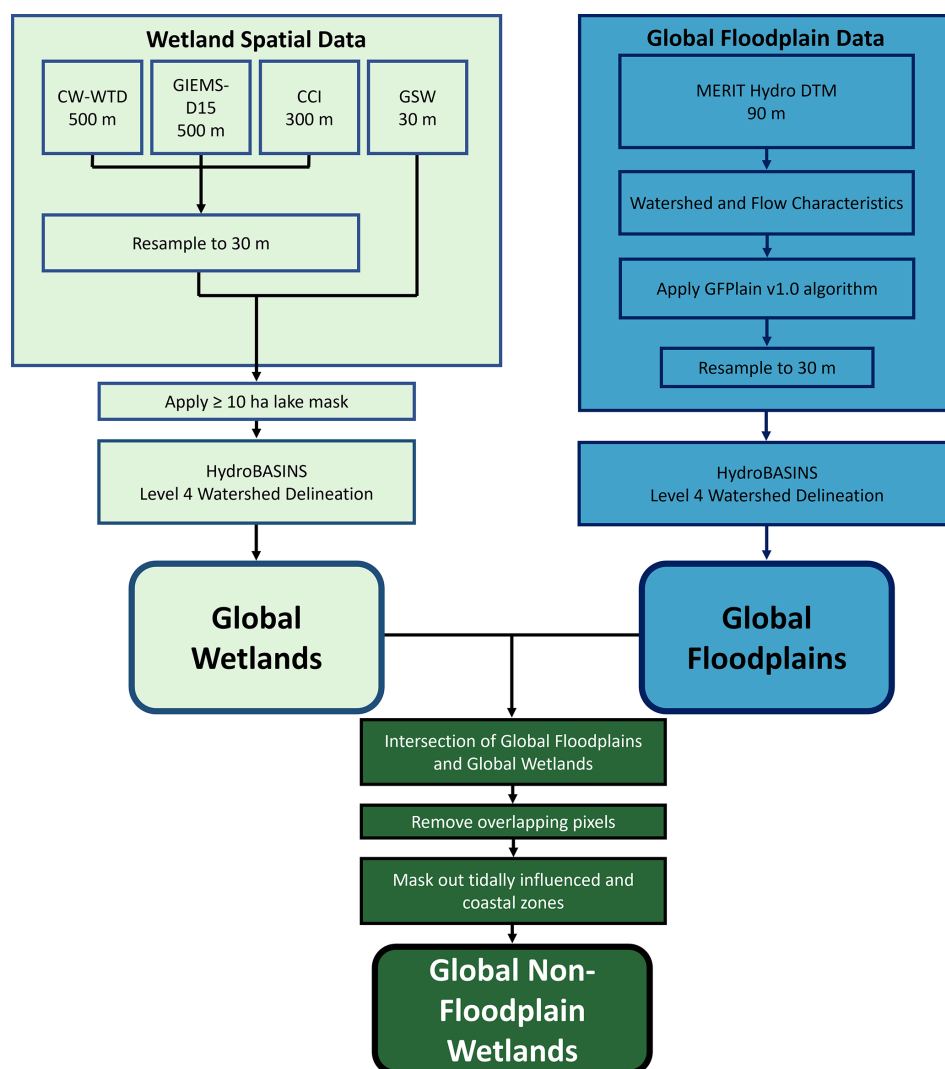 Wetland Spatial Data
CW-WTD
500 m
GIEMS-
D15
500 m
CCI
300 m
GSW
30 m
Resample to 30 m
Apply ≥ 10 ha lake mask
HydroBASINS
Level 4 Watershed Delineation
Global
Wetlands
Global Floodplain Data
MERIT Hydro DTM
90 m
Watershed and Flow Characteristics
Apply GFPlain v1.0 algorithm
Resample to 30 m
HydroBASINS
Level 4 Watershed Delineation
Global
Floodplains
Intersection of Global Floodplains
and Global Wetlands
Remove overlapping pixels
Mask out tidally influenced and
coastal zones
Global Non-
Floodplain
Wetlands